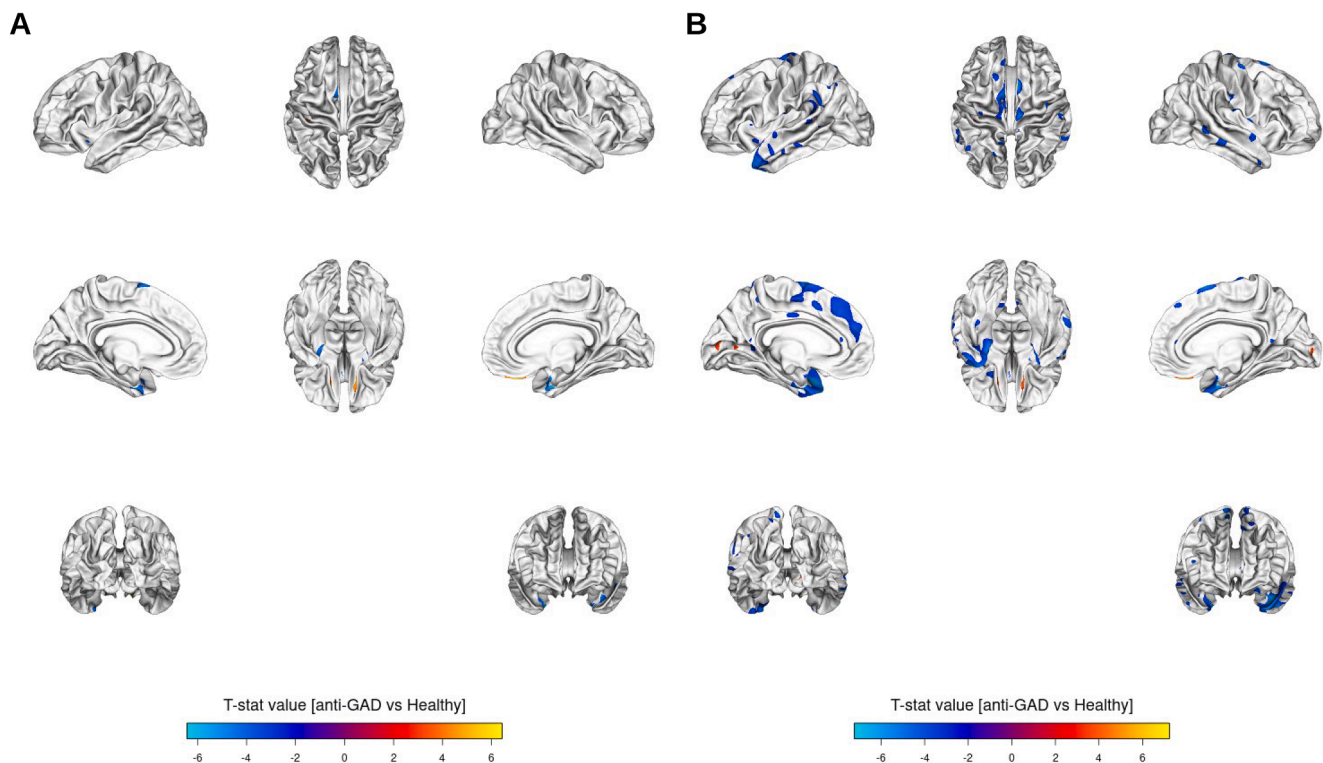 A
B
T-stat value [anti-GAD vs Healthy]
-6 -4 -2 0 2 4 6
T-stat value [anti-GAD vs Healthy]
-6 -4 -2 0 2 4 6